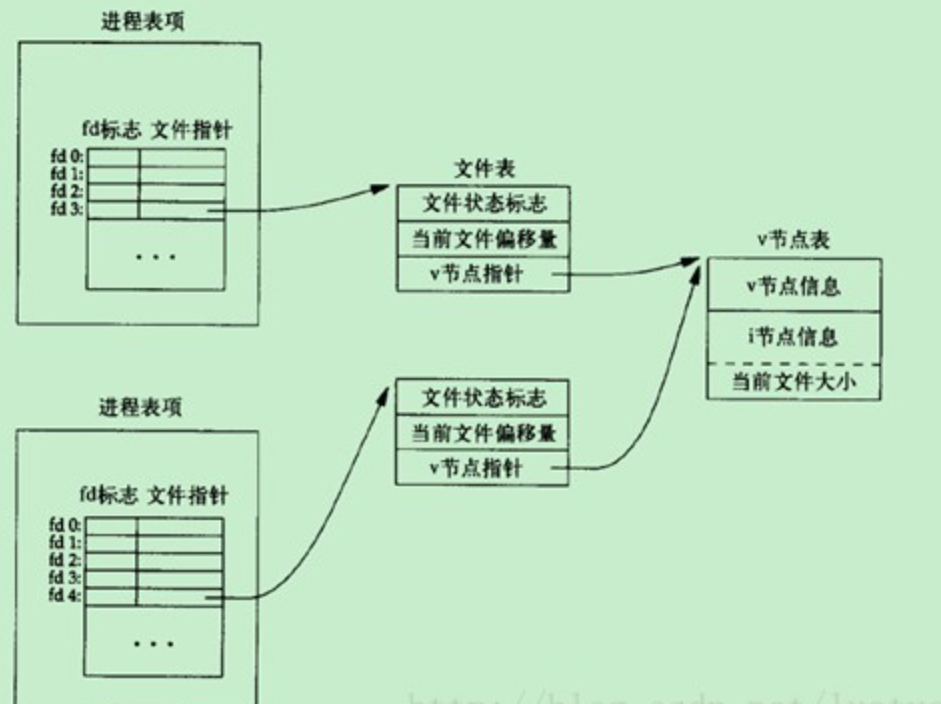 进程表项
fd标志 文件指针
fd 0:
fd 1:
fd 2:
fd 3:
...
文件表
文件状态标志
当前文件偏移量
v节点指针
v节点表
v节点信息
i节点信息
当前文件大小
进程表项
fd标志 文件指针
fd 0:
fd 1:
fd 2:
fd 3:
fd 4:
...
文件状态标志
当前文件偏移量
v节点指针